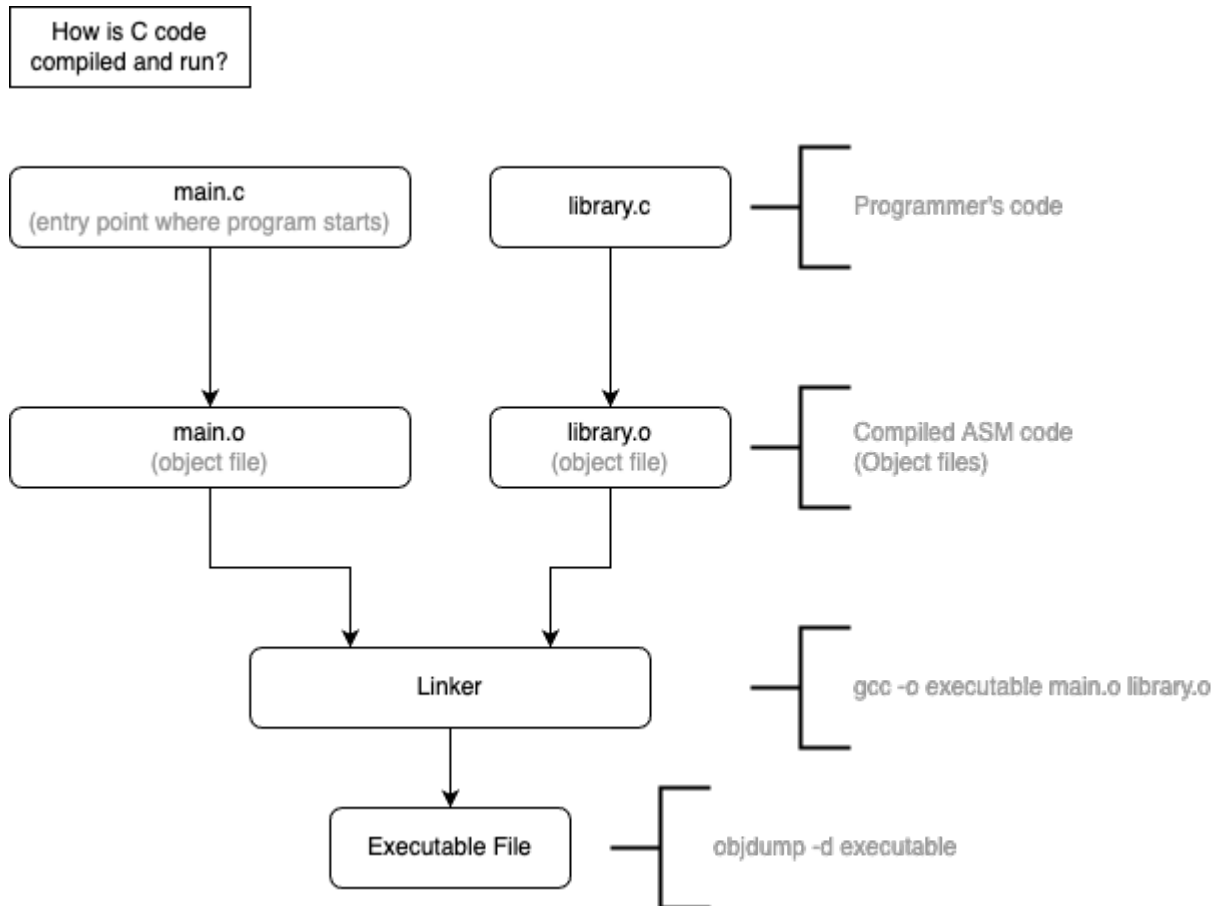 How is C code
compiled and run?
main.c
(entry point where program starts)
library.c
Programmer's code
main.o
(object file)
library.o
(object file)
Compiled ASM code
(Object files)
Linker
gcc -o executable main.o library.o
Executable File
objdump -d executable